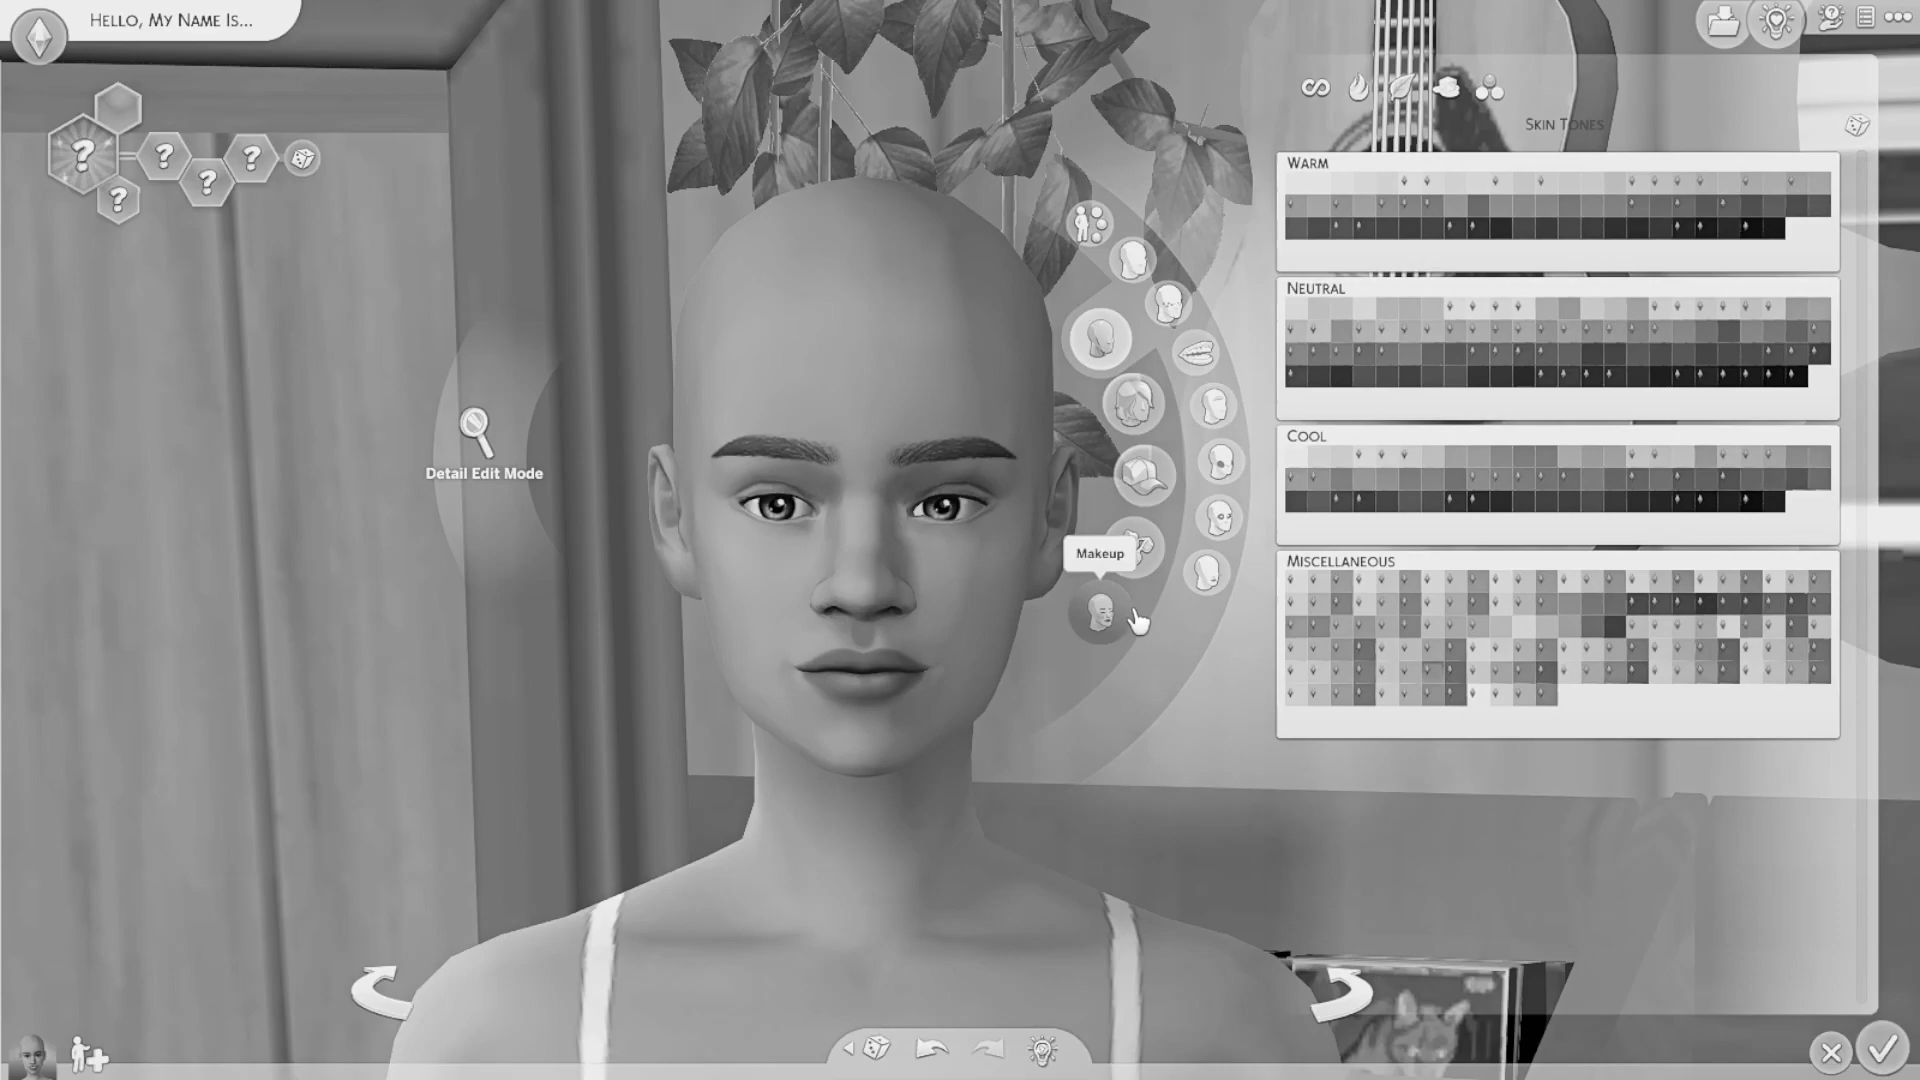 Hello, My Name Is...
Skin Tones
Warm
Neutral
Cool
Miscellaneous
Detail Edit Mode
Makeup